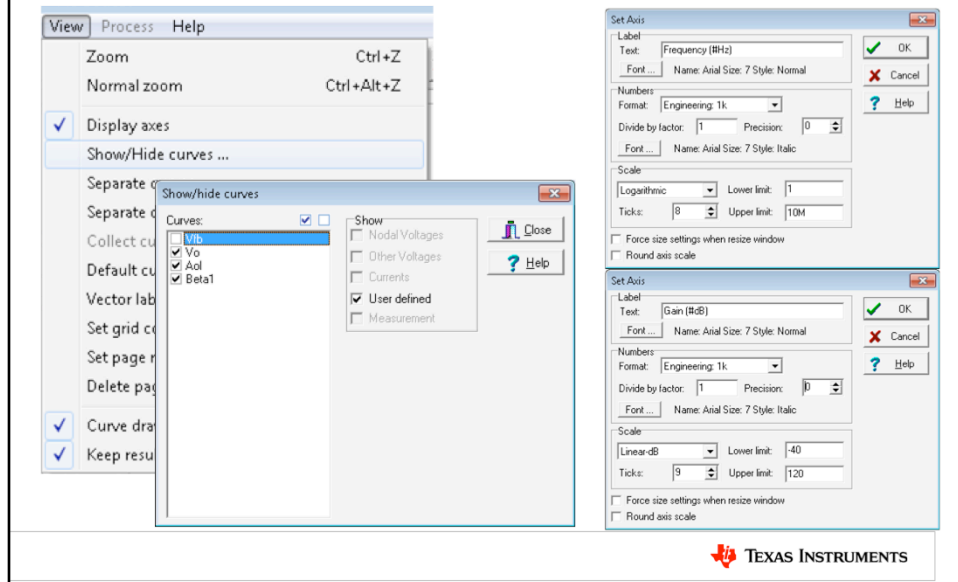 View Process Help
Zoom Ctrl+Z
Normal zoom Ctrl+Alt+Z
Display axes
Show/Hide curves ...
Separate
Separate
Collect cu
Default cu
Vector lab
Set grid co
Set page
Delete pag
Curve dra
Keep resu
Show/hide curves
Curves:
Vfb
Vo
Aol
Beta1
Show
Nodal Voltages
Other Voltages
Currents
User defined
Measurement
Close
Help
Set Axis
Label
Text: Frequency (#Hz)
Font ... Name: Arial Size: 7 Style: Normal
Numbers
Format: Engineering: 1k
Divide by factor: 1 Precision: 0
Font ... Name: Arial Size: 7 Style: Italic
Scale
Logarithmic Lower limit: 1
Ticks: 8 Upper limit: 10M
Force size settings when resize window
Round axis scale
OK
Cancel
Help
Set Axis
Label
Text: Gain (#dB)
Font ... Name: Arial Size: 7 Style: Normal
Numbers
Format: Engineering: 1k
Divide by factor: 1 Precision: 0
Font ... Name: Arial Size: 7 Style: Italic
Scale
Linear-dB Lower limit: -40
Ticks: 9 Upper limit: 120
Force size settings when resize window
Round axis scale
OK
Cancel
Help
TEXAS INSTRUMENTS